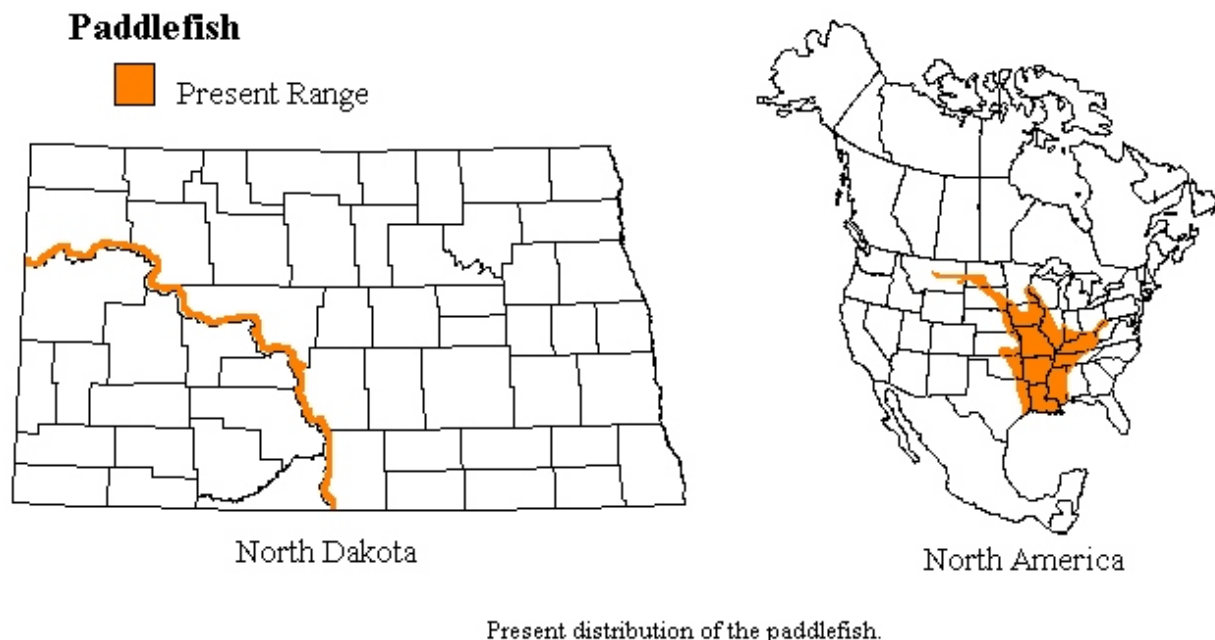 Paddlefish
Present Range
North Dakota
North America
Present distribution of the paddlefish.